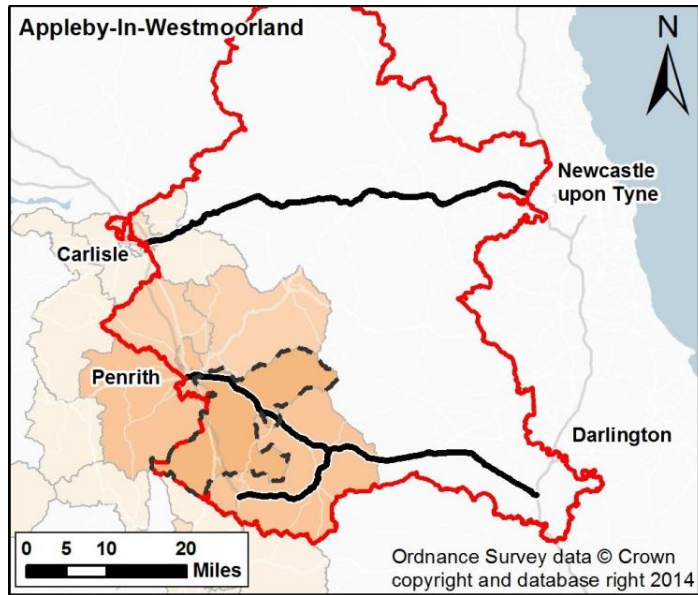 Appleby-In-Westmoorland
N
Newcastle
upon Tyne
Carlisle
Penrith
Darlington
0 5 10 20
Miles
Ordnance Survey data © Crown
copyright and database right 2014